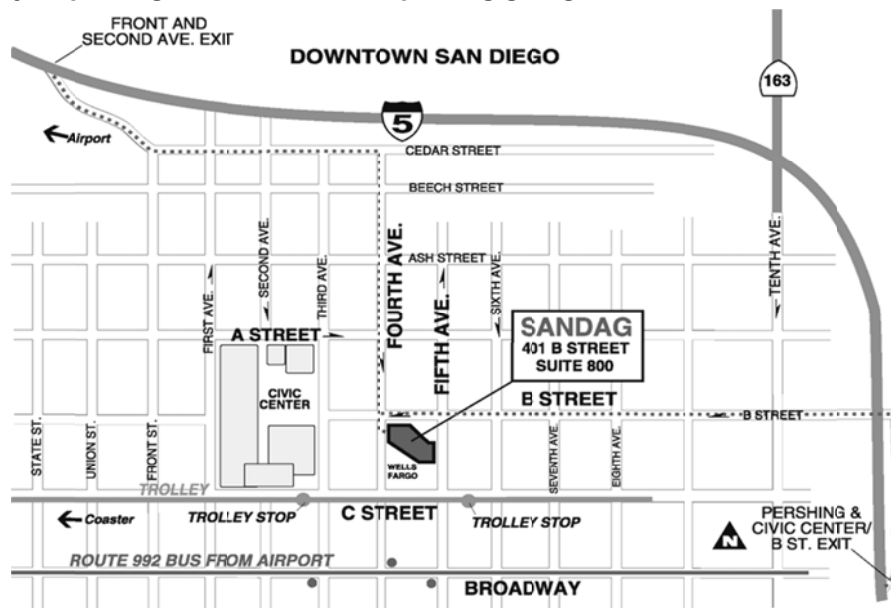 FRONT AND
SECOND AVE. EXIT
DOWNTOWN SAN DIEGO
163
5
Airport
CEDAR STREET
BEECH STREET
ASH STREET
FIRST AVE.
SECOND AVE.
THIRD AVE.
FOURTH AVE.
FIFTH AVE.
SIXTH AVE.
TENTH AVE.
A STREET
SANDAG
401 B STREET
SUITE 800
CIVIC
CENTER
B STREET
B STREET
STATE ST.
UNION ST.
FRONT ST.
WELLS
FARGO
SEVENTH AVE.
EIGHTH AVE.
TROLLEY
Coaster
TROLLEY STOP
C STREET
TROLLEY STOP
N
PERSHING &
CIVIC CENTER/
B ST. EXIT
ROUTE 992 BUS FROM AIRPORT
BROADWAY